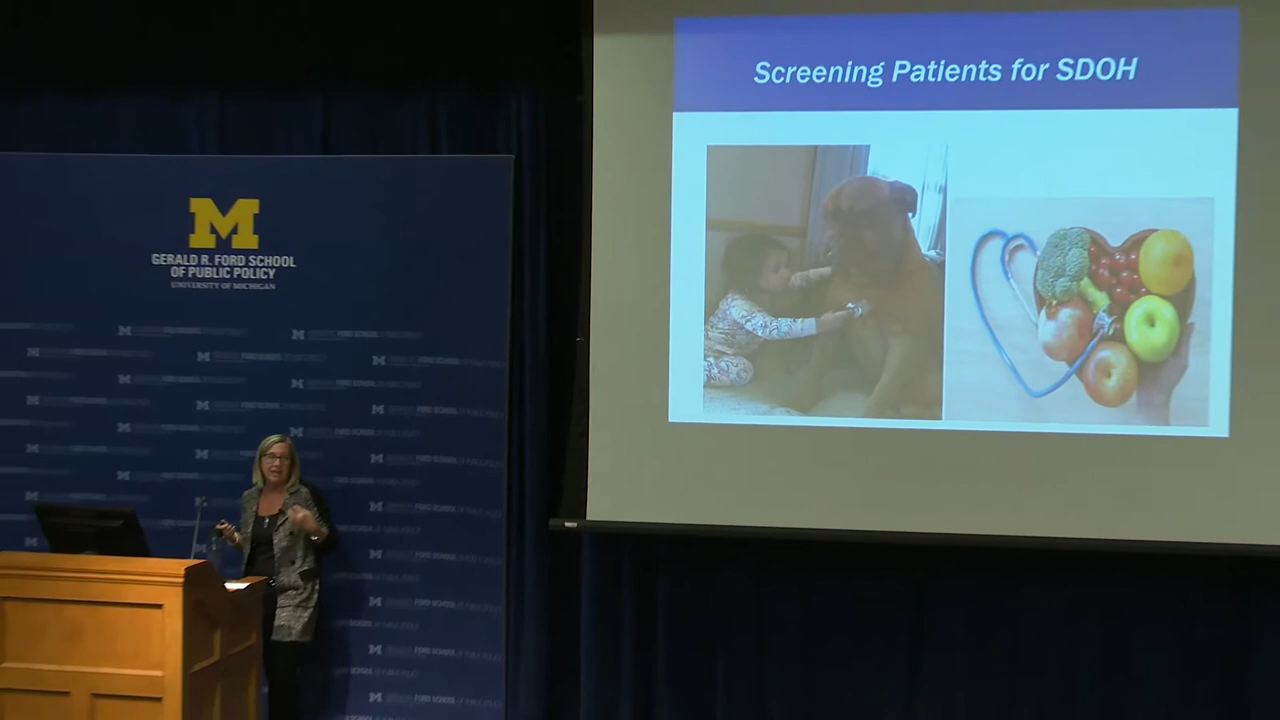 Screening Patients for SDOH
M
GERALD R. FORD SCHOOL
OF PUBLIC POLICY
UNIVERSITY OF MICHIGAN